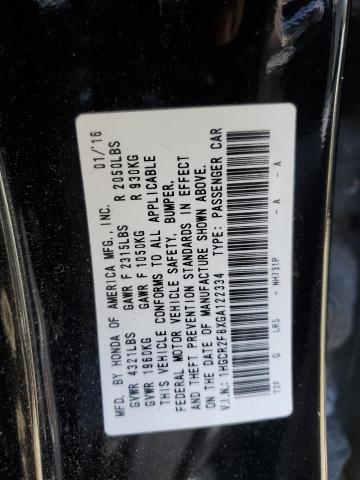 MFD. BY HONDA OF AMERICA MFG., INC. 01/16
GVWR 4321LBS GAWR F 2315LBS R 2050LBS
GVWR 1960KG GAWR F 1050KG R 930KG
THIS VEHICLE CONFORMS TO ALL APPLICABLE
FEDERAL MOTOR VEHICLE SAFETY, BUMPER,
AND THEFT PREVENTION STANDARDS IN EFFECT
ON THE DATE OF MANUFACTURE SHOWN ABOVE.
V.I.N.: 1HGCR2F8XGA122334 TYPE: PASSENGER CAR
T2F G LR5 - NH731P - A - A